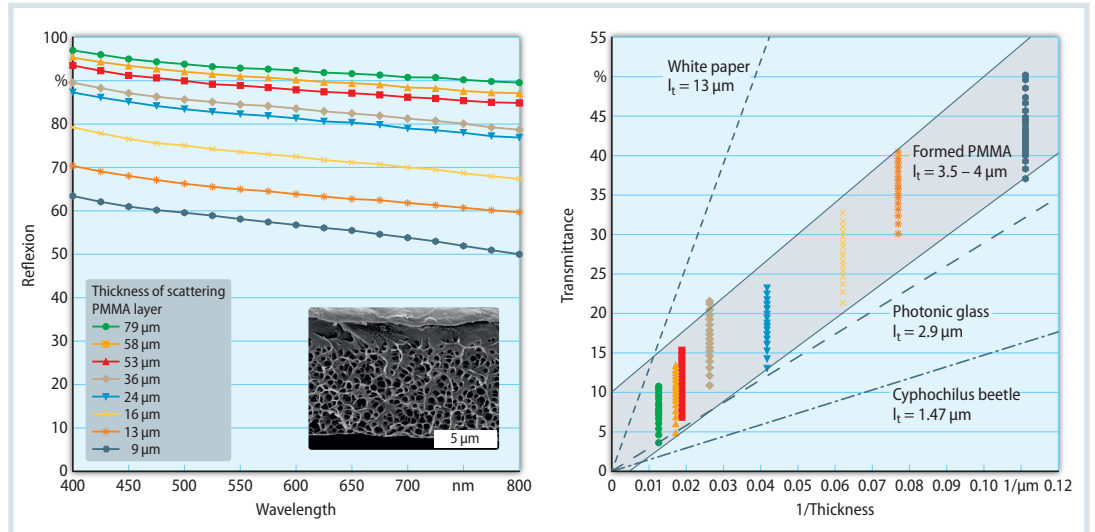 100
%
90
80
70
60
50
40
30
20
10
0
Reflexion
400
450
500
550
600
650
700
nm
800
Wavelength
Thickness of scattering
PMMA layer
79 µm
58 µm
53 µm
36 µm
24 µm
16 µm
13 µm
9 µm
5 µm
55
%
45
40
35
30
25
20
15
10
5
0
Transmittance
White paper
lt = 13 µm
Formed PMMA
lt = 3.5 – 4 µm
Photonic glass
lt = 2.9 µm
Cyphochilus beetle
lt = 1.47 µm
0
0.01
0.02
0.03
0.04
0.05
0.06
0.07
0.08
0.09
0.10
1/µm
0.12
1/Thickness